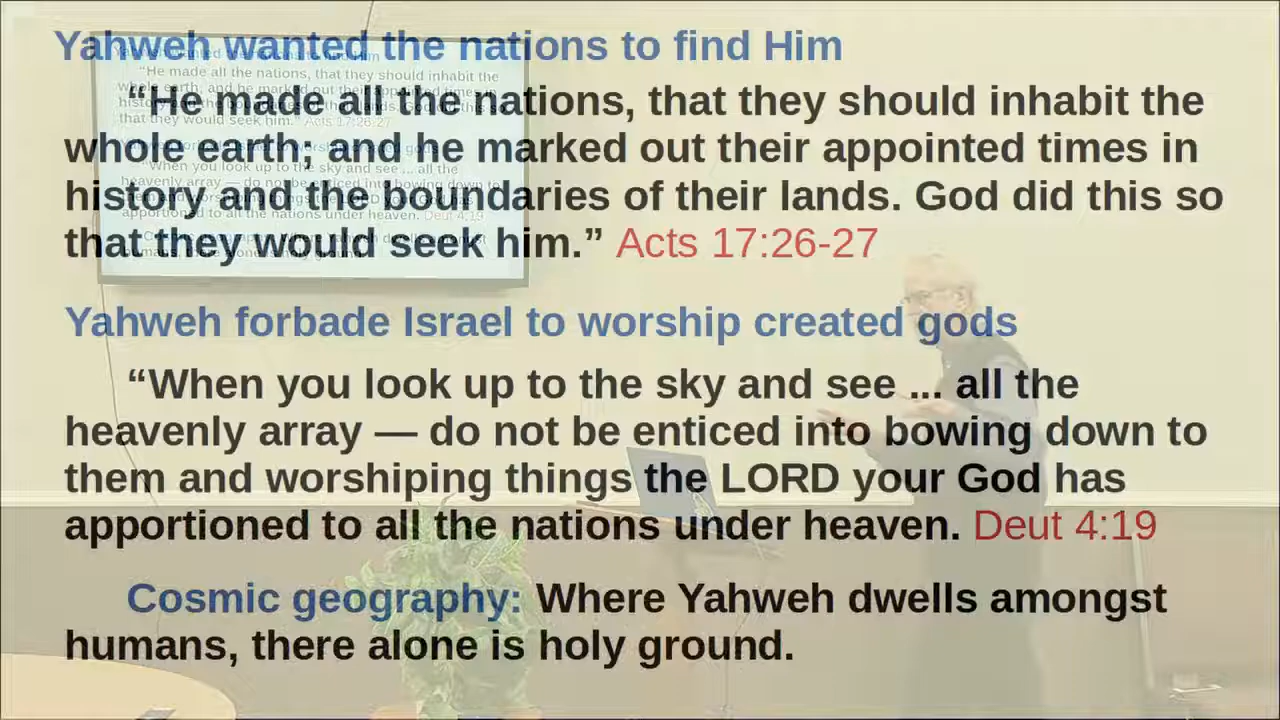 Yahweh wanted the nations to find Him
“He made all the nations, that they should inhabit the
whole earth; and he marked out their appointed times in
history and the boundaries of their lands. God did this so
that they would seek him.” Acts 17:26-27
Yahweh forbade Israel to worship created gods
“When you look up to the sky and see ... all the
heavenly array — do not be enticed into bowing down to
them and worshiping things the LORD your God has
apportioned to all the nations under heaven. Deut 4:19
Cosmic geography: Where Yahweh dwells amongst
humans, there alone is holy ground.